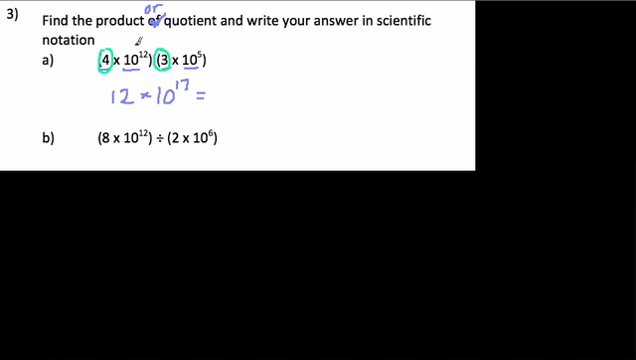 or
3) Find the product of quotient and write your answer in scientific
notation
a) (4 x 10¹²) (3 x 10⁵)
12 × 10¹⁷ =
b) (8 x 10¹²) ÷ (2 x 10⁶)